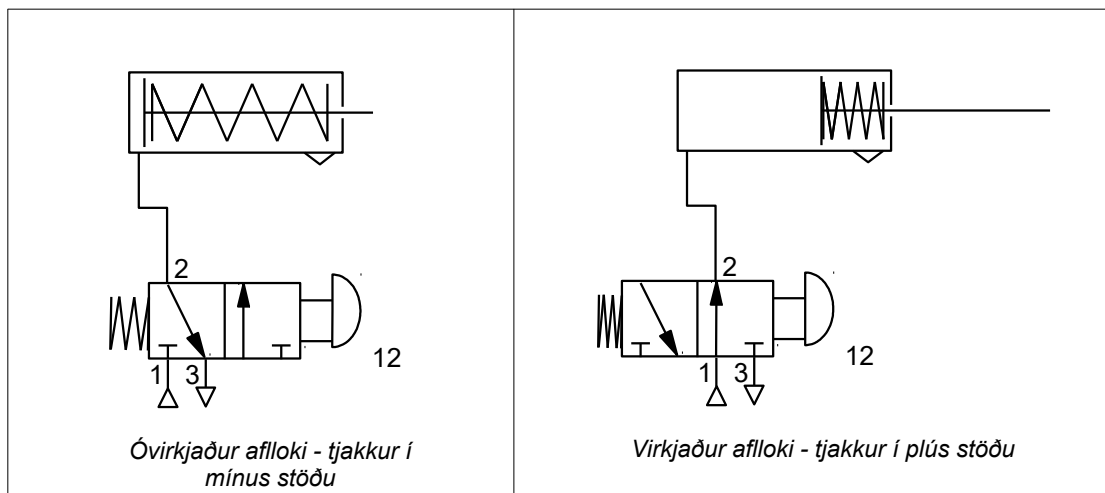 2
1 3
12
Óvirkjaður aflloki - tjakkur í
mínus stöðu
2
1 3
12
Virkjaður aflloki - tjakkur í plús stöðu